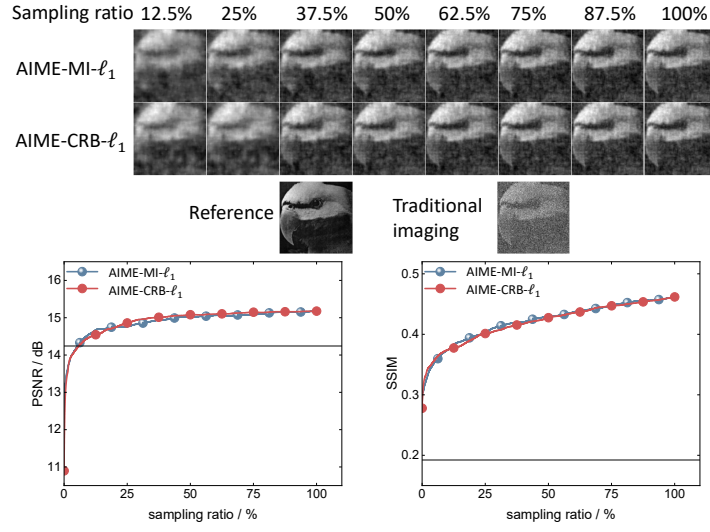 Sampling ratio 12.5% 25% 37.5% 50% 62.5% 75% 87.5% 100%
AIME-MI-ℓ₁
AIME-CRB-ℓ₁
Reference
Traditional
imaging
AIME-MI-ℓ₁
AIME-CRB-ℓ₁
16
15
14
13
12
11
PSNR / dB
0 25 50 75 100
sampling ratio / %
AIME-MI-ℓ₁
AIME-CRB-ℓ₁
0.5
0.4
0.3
0.2
SSIM
0 25 50 75 100
sampling ratio / %